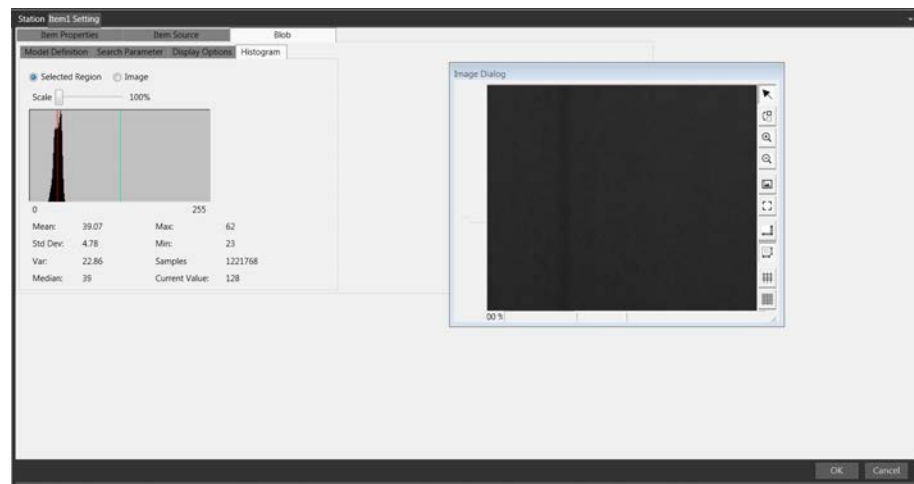 Station Item1 Setting
Item Properties Item Source Blob
Model Definition Search Parameter Display Options Histogram
Selected Region Image
Scale 100%
0 255
Mean: 39.07 Max: 62
Std Dev: 4.78 Min: 23
Var: 22.86 Samples 1221768
Median: 39 Current Value: 128
Image Dialog
00 %
OK Cancel